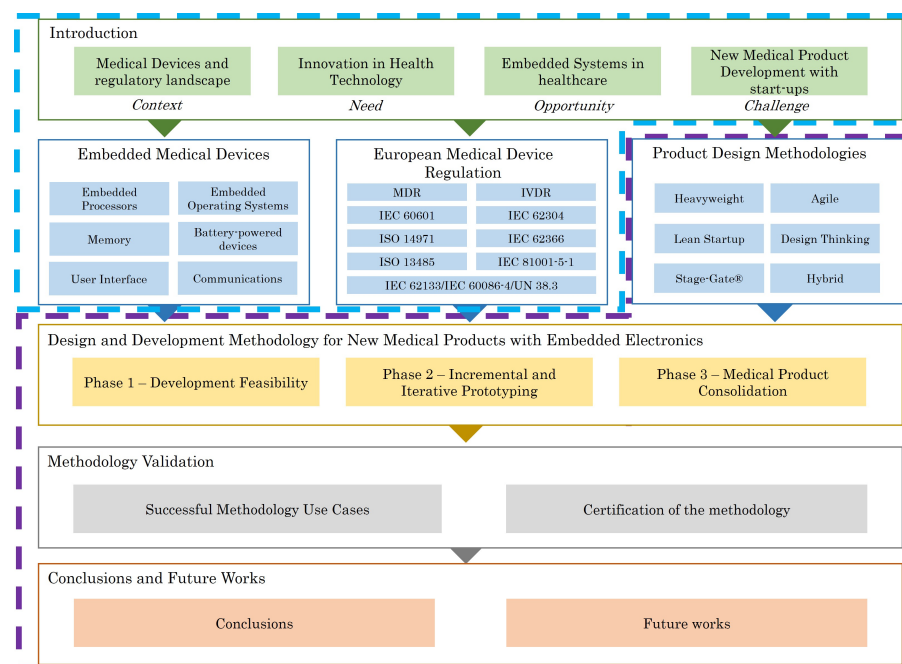 Introduction
Medical Devices and
regulatory landscape
Innovation in Health
Technology
Embedded Systems in
healthcare
New Medical Product
Development with
start-ups
Context
Need
Opportunity
Challenge
Embedded Medical Devices
Embedded
Processors
Embedded
Operating Systems
Memory
Battery-powered
devices
User Interface
Communications
European Medical Device
Regulation
MDR
IVDR
IEC 60601
IEC 62304
ISO 14971
IEC 62366
ISO 13485
IEC 81001-5-1
IEC 62133/IEC 60086-4/UN 38.3
Product Design Methodologies
Heavyweight
Agile
Lean Startup
Design Thinking
Stage-Gate®
Hybrid
Design and Development Methodology for New Medical Products with Embedded Electronics
Phase 1 – Development Feasibility
Phase 2 – Incremental and
Iterative Prototyping
Phase 3 – Medical Product
Consolidation
Methodology Validation
Successful Methodology Use Cases
Certification of the methodology
Conclusions and Future Works
Conclusions
Future works